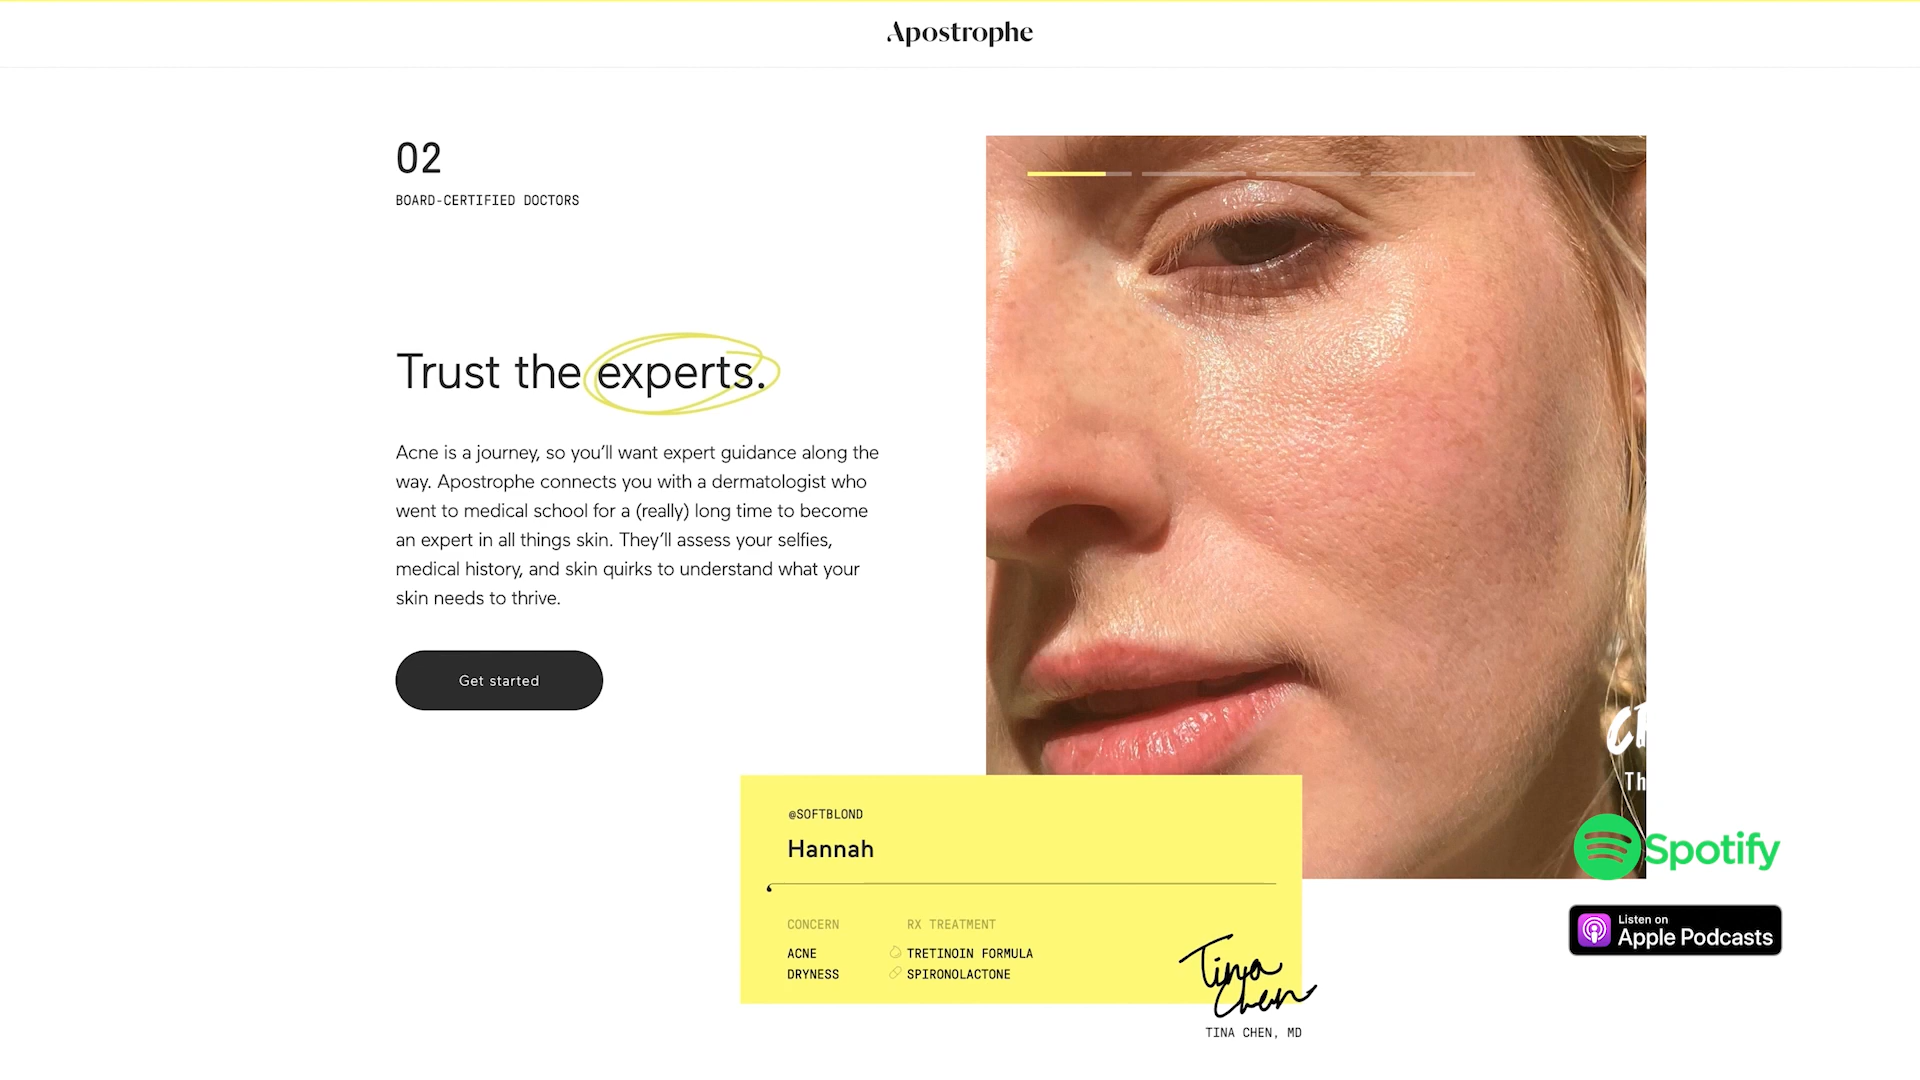 Apostrophe
02
BOARD-CERTIFIED DOCTORS
Trust the experts.
Acne is a journey, so you’ll want expert guidance along the
way. Apostrophe connects you with a dermatologist who
went to medical school for a (really) long time to become
an expert in all things skin. They’ll assess your selfies,
medical history, and skin quirks to understand what your
skin needs to thrive.
Get started
@SOFTBLOND
Hannah
CONCERN RX TREATMENT
ACNE TRETINOIN FORMULA
DRYNESS SPIRONOLACTONE
Tina
Chen
TINA CHEN, MD
Th
Spotify
Listen on
Apple Podcasts